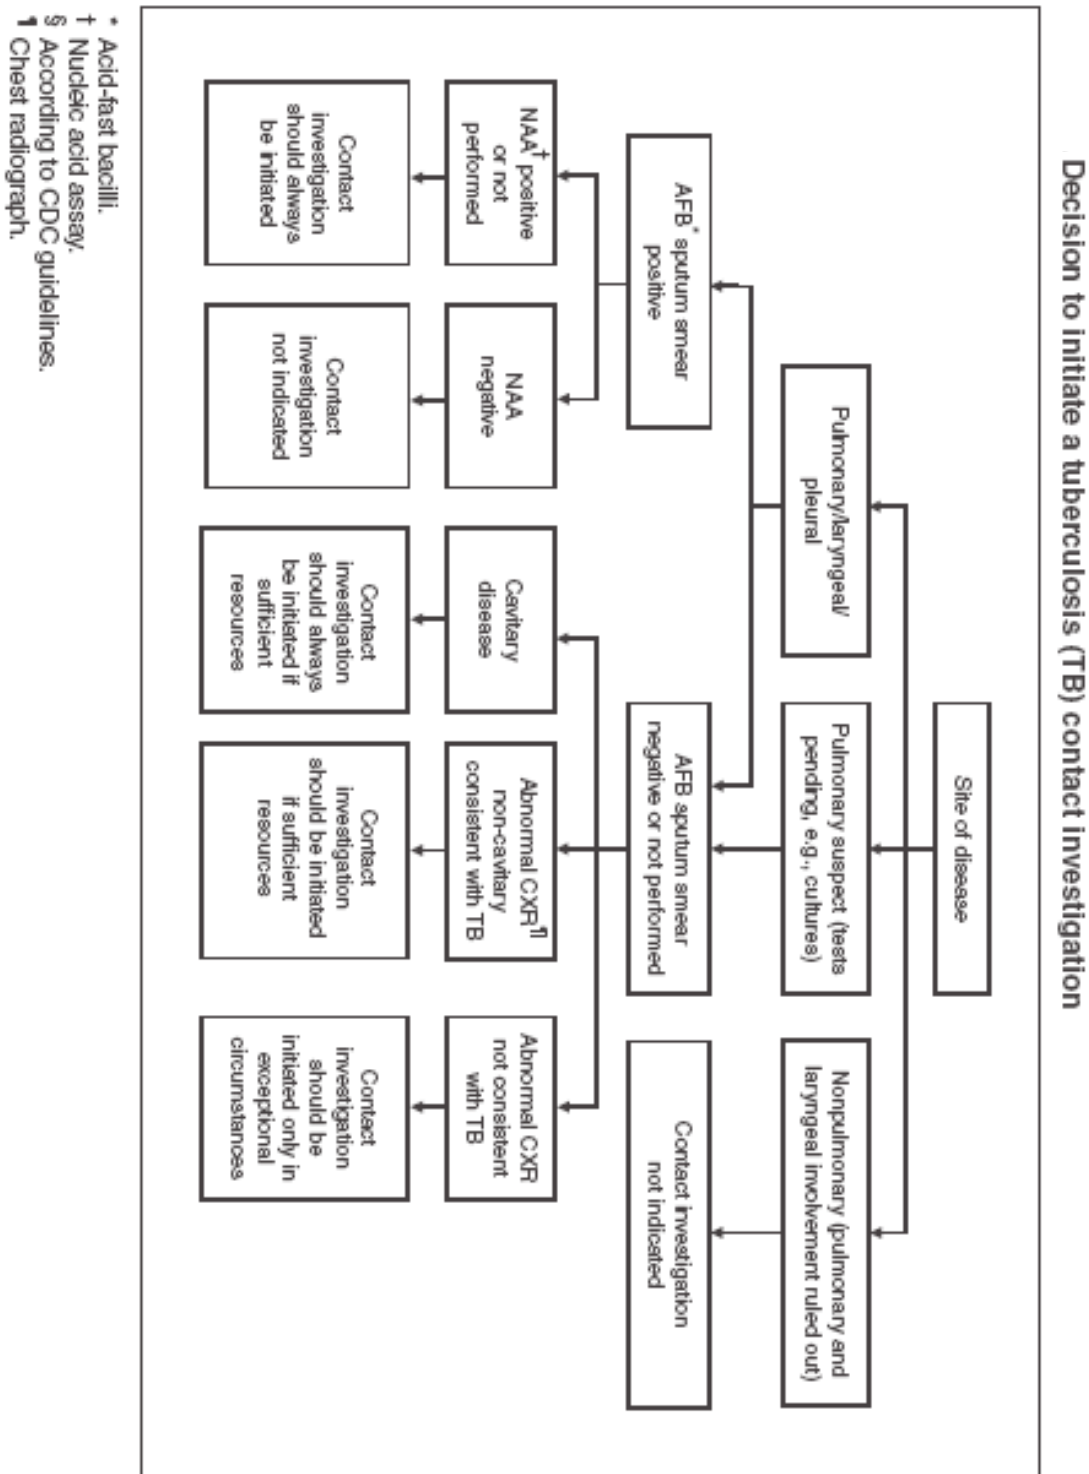 Decision to initiate a tuberculosis (TB) contact investigation
Site of disease
Pulmonary/laryngeal/
pleural
Pulmonary suspect (tests
pending, e.g., cultures)
Nonpulmonary (pulmonary and
laryngeal involvement ruled out)
AFB* sputum smear
positive
AFB sputum smear
negative or not performed
Contact investigation
not indicated
NAA† positive
or not
performed
NAA
negative
Cavitary
disease
Abnormal CXR¶
non-cavitary
consistent with TB
Abnormal CXR
not consistent
with TB
Contact
investigation
should always
be initiated
Contact
investigation
not indicated
Contact
investigation
should always
be initiated if
sufficient
resources
Contact
investigation
should be initiated
if sufficient
resources
Contact
investigation
should be
initiated only in
exceptional
circumstances
* Acid-fast bacilli.
† Nucleic acid assay.
§ According to CDC guidelines.
¶ Chest radiograph.